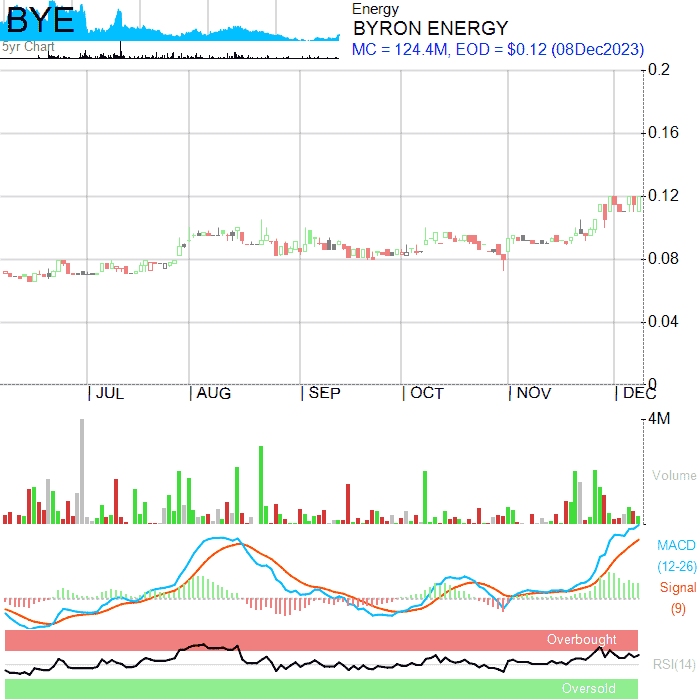 BYE
5yr Chart
Energy
BYRON ENERGY
MC = 124.4M, EOD = $0.12 (08Dec2023)
0.2
0.16
0.12
0.08
0.04
0
JUL AUG SEP OCT NOV DEC
4M
Volume
MACD
(12-26)
Signal
(9)
Overbought
RSI(14)
Oversold